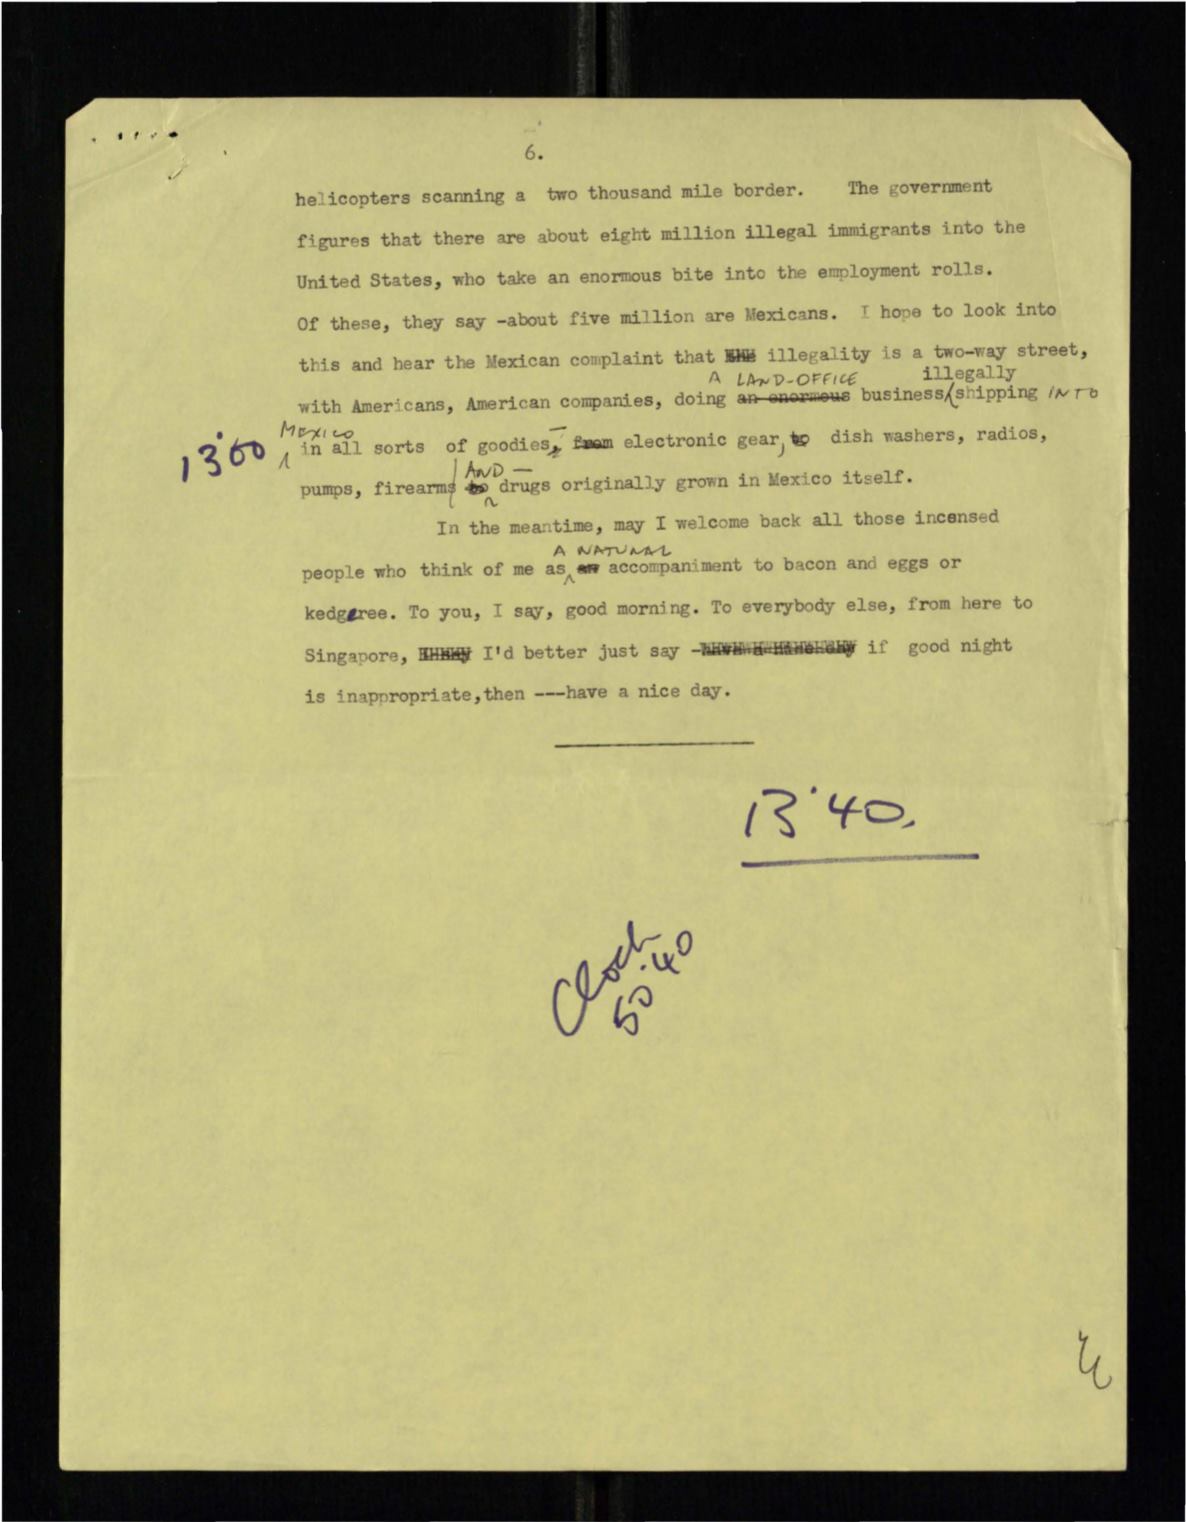 6.
helicopters scanning a two thousand mile border. The government
figures that there are about eight million illegal immigrants into the
United States, who take an enormous bite into the employment rolls.
Of these, they say -about five million are Mexicans. I hope to look into
this and hear the Mexican complaint that illegality is a two-way street,
A LAND-OFFICE illegally
with Americans, American companies, doing an enormous business shipping INTO
MEXICO
13'00 in all sorts of goodies, – from electronic gear, to dish washers, radios,
AND —
pumps, firearms to drugs originally grown in Mexico itself.
In the meantime, may I welcome back all those incensed
A NATURAL
people who think of me as an accompaniment to bacon and eggs or
kedgeree. To you, I say, good morning. To everybody else, from here to
Singapore, I'd better just say - if good night
is inappropriate, then ---have a nice day.
13'40.
Clock
50.40